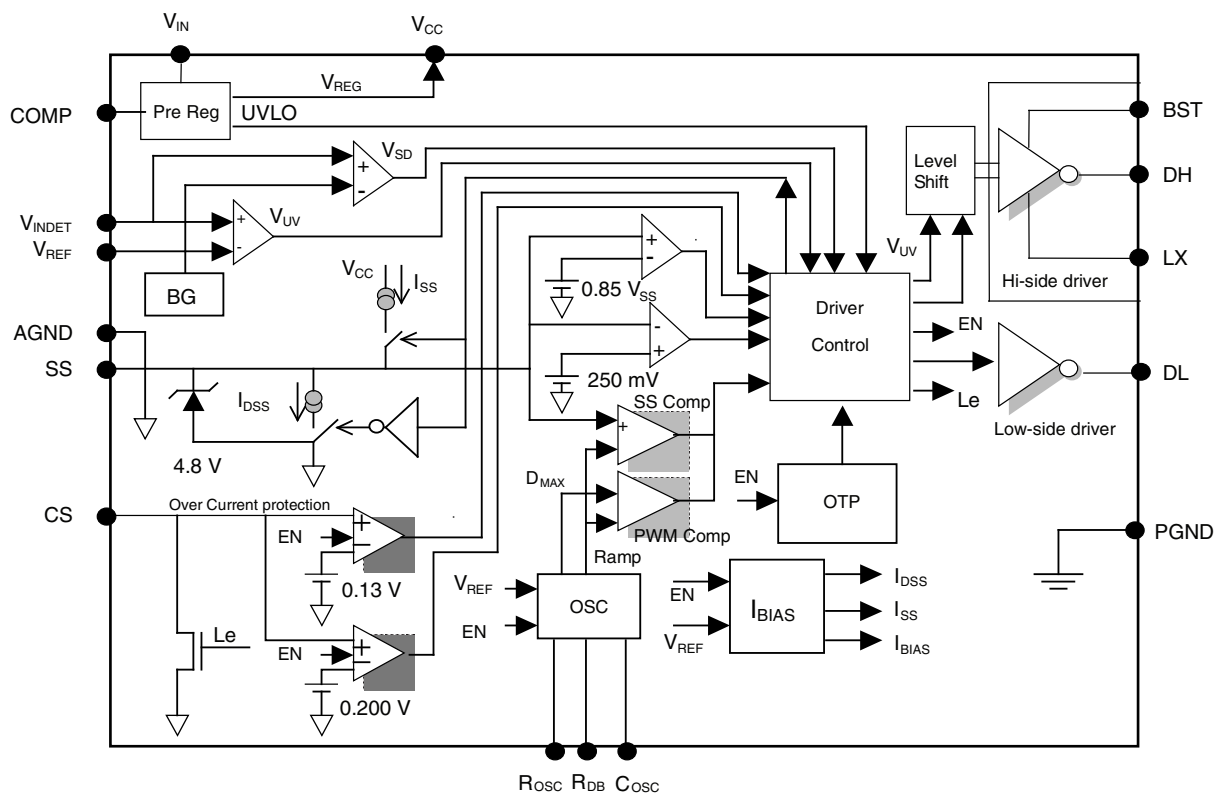 VIN
VCC
VREG
COMP
Pre Reg
UVLO
BST
VSD
+
-
Level
Shift
DH
VINDET
+
VUV
VREF
-
VCC
ISS
+
-
VUV
LX
BG
0.85 VSS
Driver
Control
Hi-side driver
AGND
EN
-
+
SS
250 mV
DL
IDSS
SS Comp
Le
+
Low-side driver
4.8 V
DMAX
EN
OTP
CS
Over Current protection
+
EN
-
PWM Comp
PGND
Ramp
0.13 V
VREF
OSC
EN
IBIAS
IDSS
ISS
EN
VREF
IBIAS
Le
+
EN
-
0.200 V
ROSC
RDB
COSC